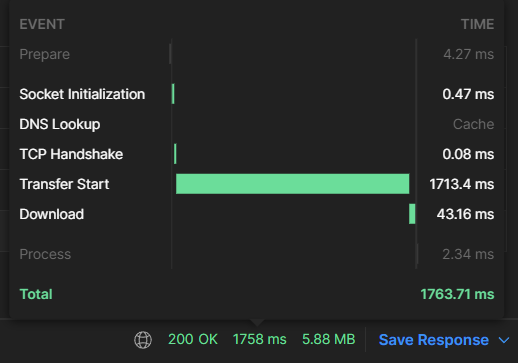 EVENT TIME
Prepare 4.27 ms
Socket Initialization 0.47 ms
DNS Lookup Cache
TCP Handshake 0.08 ms
Transfer Start 1713.4 ms
Download 43.16 ms
Process 2.34 ms
Total 1763.71 ms
200 OK 1758 ms 5.88 MB Save Response